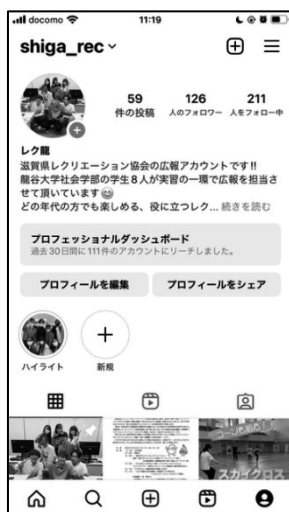 docomo 11:19
shiga_rec
59 126 211
件の投稿 人のフォロワー 人をフォロー中
レク龍
滋賀県レクリエーション協会の広報アカウントです!!
龍谷大学社会学部の学生8人が実習の一環で広報を担当さ
せて頂いています😊
どの年代の方でも楽しめる、役に立つレク... 続きを読む
プロフェッショナルダッシュボード
過去30日間に111件のアカウントにリーチしました。
プロフィールを編集 プロフィールをシェア
ハイライト 新規
スカイクロス